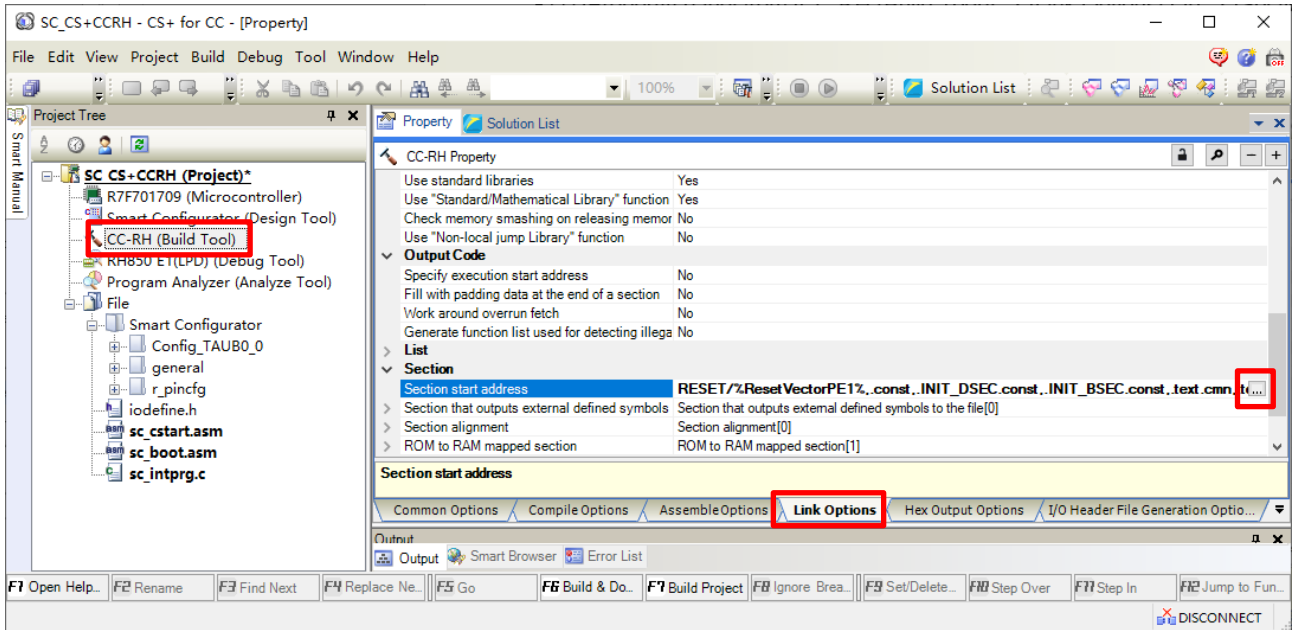 SC_CS+CCRH - CS+ for CC - [Property]
File Edit View Project Build Debug Tool Window Help
100%
Solution List
OFF
Project Tree
Smart Manual
SC_CS+CCRH (Project)*
R7F701709 (Microcontroller)
Smart Configurator (Design Tool)
CC-RH (Build Tool)
RH850 E1(LPD) (Debug Tool)
Program Analyzer (Analyze Tool)
File
Smart Configurator
Config_TAUB0_0
general
r_pincfg
iodefine.h
asm sc_cstart.asm
asm sc_boot.asm
sc_intprg.c
Property Solution List
CC-RH Property
Use standard libraries Yes
Use "Standard/Mathematical Library" function Yes
Check memory smashing on releasing memor No
Use "Non-local jump Library" function No
Output Code
Specify execution start address No
Fill with padding data at the end of a section No
Work around overrun fetch No
Generate function list used for detecting illega No
List
Section
Section start address RESET/%ResetVectorPE1%,.const,.INIT_DSEC.const,.INIT_BSEC.const,.text.cmn,.te...
Section that outputs external defined symbols Section that outputs external defined symbols to the file[0]
Section alignment Section alignment[0]
ROM to RAM mapped section ROM to RAM mapped section[1]
Section start address
Common Options Compile Options Assemble Options Link Options Hex Output Options I/O Header File Generation Optio...
Output
Output Smart Browser Error List
F1 Open Help... F2 Rename F3 Find Next F4 Replace Ne... F5 Go F6 Build & Do... F7 Build Project F8 Ignore Brea... F9 Set/Delete... F10 Step Over F11 Step In F12 Jump to Fun...
DISCONNECT